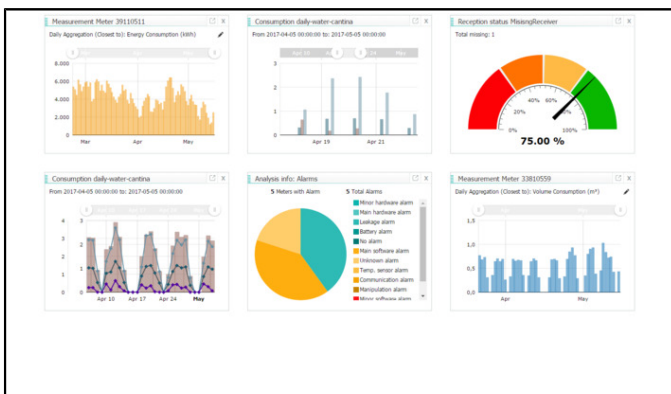 Measurement Meter 39110511
Daily Aggregation (Closest to): Energy Consumption (kWh)
8.000
6.000
4.000
2.000
0
Mar
Apr
May
Consumption daily-water-cantina
From 2017-04-05 00:00:00 to: 2017-05-05 00:00:00
3
2
1
0
Apr 19
Apr 21
Reception status MisisngReceiver
Total missing: 1
0%
20%
40%
60%
80%
100%
75.00 %
Consumption daily-water-cantina
From 2017-04-05 00:00:00 to: 2017-05-05 00:00:00
4 3
3
2 2
1
1
0 0
Apr 10 Apr 17 Apr 24 May
Analysis info: Alarms
5 Meters with Alarm 5 Total Alarms
Minor hardware alarm
Main hardware alarm
Leakage alarm
Battery alarm
No alarm
Main software alarm
Unknown alarm
Temp. sensor alarm
Communication alarm
Manipulation alarm
Minor software alarm
Measurement Meter 33810559
Daily Aggregation (Closest to): Volume Consumption (m³)
1,5
1,0
0,5
0,0
Apr
May